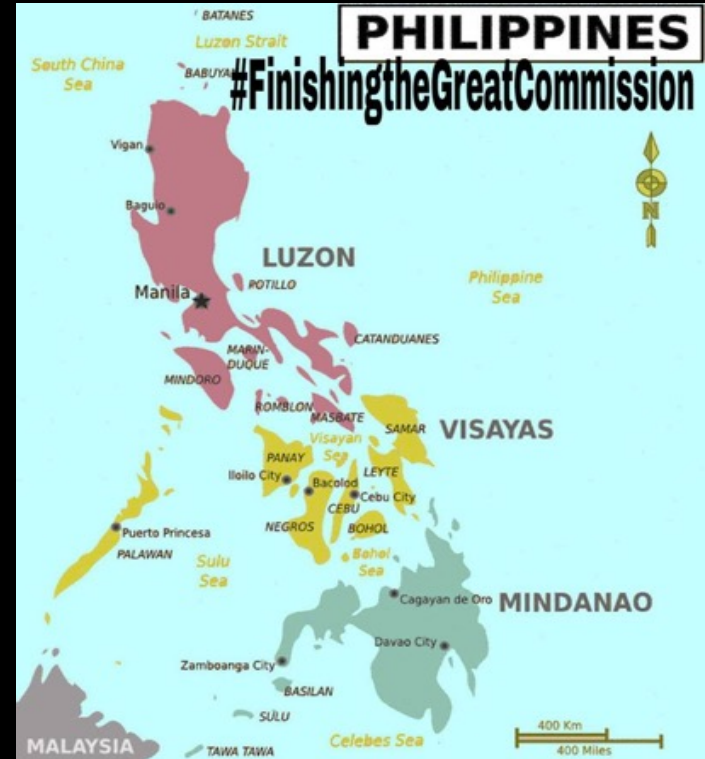 BATANES
PHILIPPINES
Luzon Strait
South China
Sea
BABUYAN
#FinishingtheGreatCommission
Vigan
Baguio
N
LUZON
Philippine
Sea
POTILLO
Manila
CATANDUANES
MARIN-
DUQUE
MINDORO
ROMBLON
MASBATE
SAMAR
VISAYAS
Visayan
Sea
PANAY
Iloilo City
LEYTE
Bacolod
Cebu City
CEBU
NEGROS
BOHOL
Puerto Princesa
PALAWAN
Sulu
Sea
Bohol
Sea
Cagayan de Oro
MINDANAO
Davao City
Zamboanga City
BASILAN
SULU
400 Km
400 Miles
Celebes Sea
MALAYSIA
TAWA TAWA